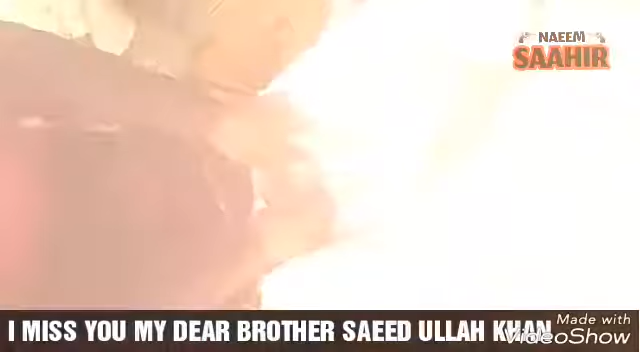 NAEEM
SAAHIR
I MISS YOU MY DEAR BROTHER SAEED ULLAH KHAN
Made with
VideoShow